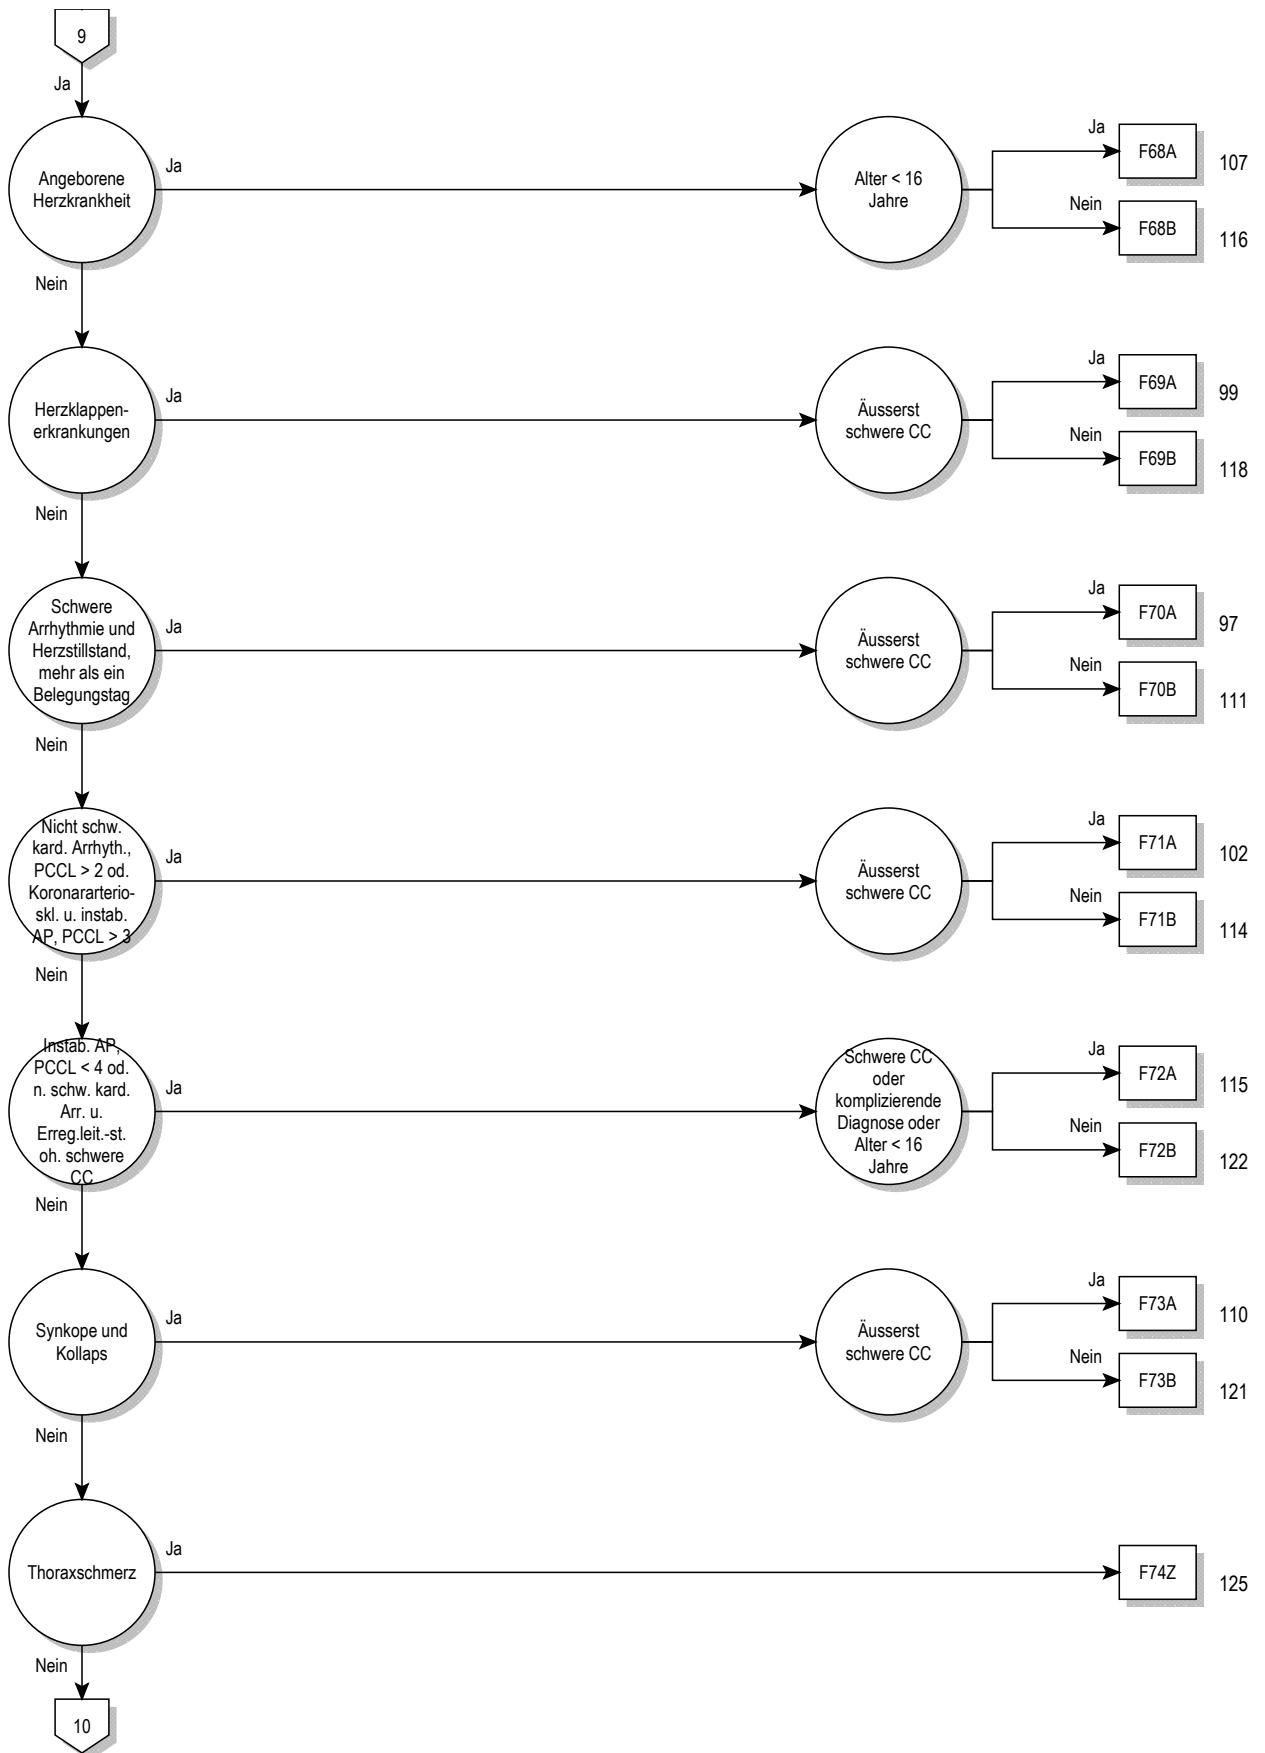 9
Ja
Angeborene
Herzkrankheit
Ja
Alter < 16
Jahre
Ja
F68A
107
Nein
F68B
116
Nein
Herzklappen-
erkrankungen
Ja
Äusserst
schwere CC
Ja
F69A
99
Nein
F69B
118
Nein
Schwere
Arrhythmie und
Herzstillstand,
mehr als ein
Belegungstag
Ja
Äusserst
schwere CC
Ja
F70A
97
Nein
F70B
111
Nein
Nicht schw.
kard. Arrhyth.,
PCCL > 2 od.
Koronararterio-
skl. u. instab.
AP, PCCL > 3
Ja
Äusserst
schwere CC
Ja
F71A
102
Nein
F71B
114
Nein
Instab. AP,
PCCL < 4 od.
n. schw. kard.
Arr. u.
Erreg.leit.-st.
oh. schwere
CC
Ja
Schwere CC
oder
komplizierende
Diagnose oder
Alter < 16
Jahre
Ja
F72A
115
Nein
F72B
122
Nein
Synkope und
Kollaps
Ja
Äusserst
schwere CC
Ja
F73A
110
Nein
F73B
121
Nein
Thoraxschmerz
Ja
F74Z
125
Nein
10